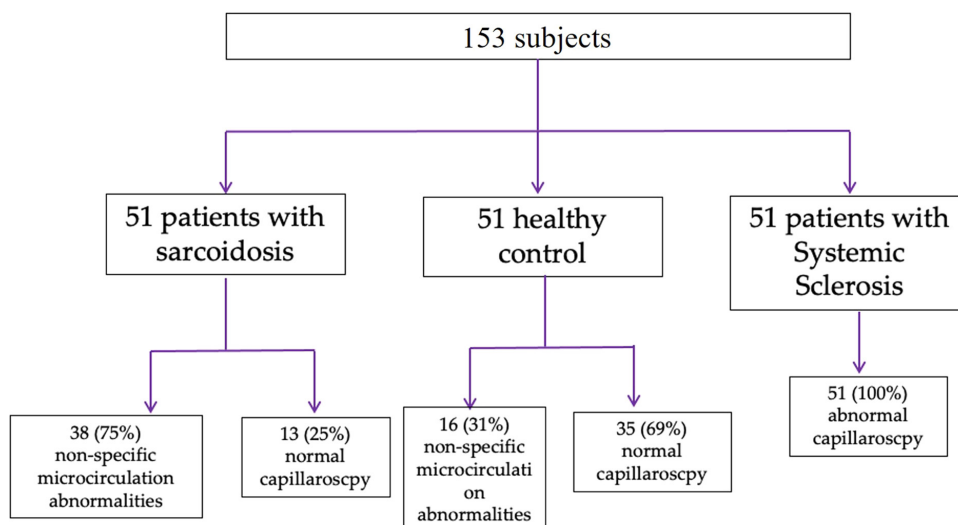 153 subjects
51 patients with
sarcoidosis
51 healthy
control
51 patients with
Systemic
Sclerosis
38 (75%)
non-specific
microcirculation
abnormalities
13 (25%)
normal
capillaroscpy
16 (31%)
non-specific
microcirculati
on
abnormalities
35 (69%)
normal
capillaroscpy
51 (100%)
abnormal
capillaroscpy